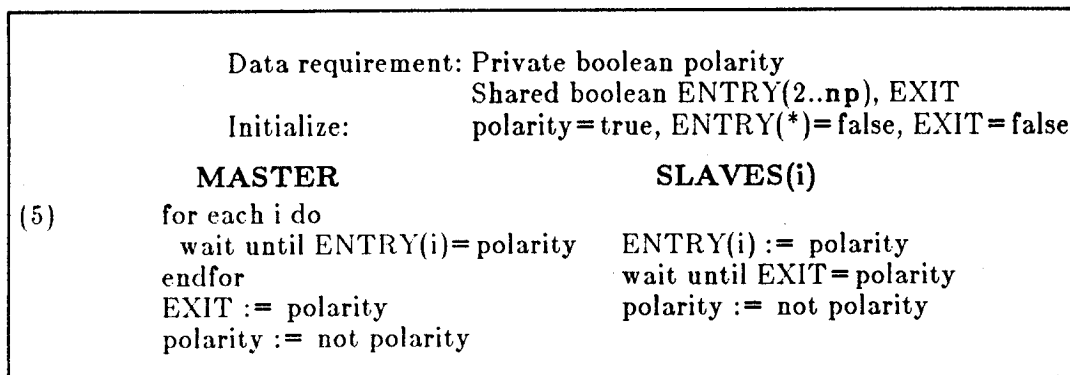 Data requirement: Private boolean polarity
Shared boolean ENTRY(2..np), EXIT
Initialize: polarity=true, ENTRY(*)=false, EXIT=false
MASTER SLAVES(i)
(5) for each i do
wait until ENTRY(i)=polarity ENTRY(i) := polarity
endfor wait until EXIT=polarity
EXIT := polarity polarity := not polarity
polarity := not polarity